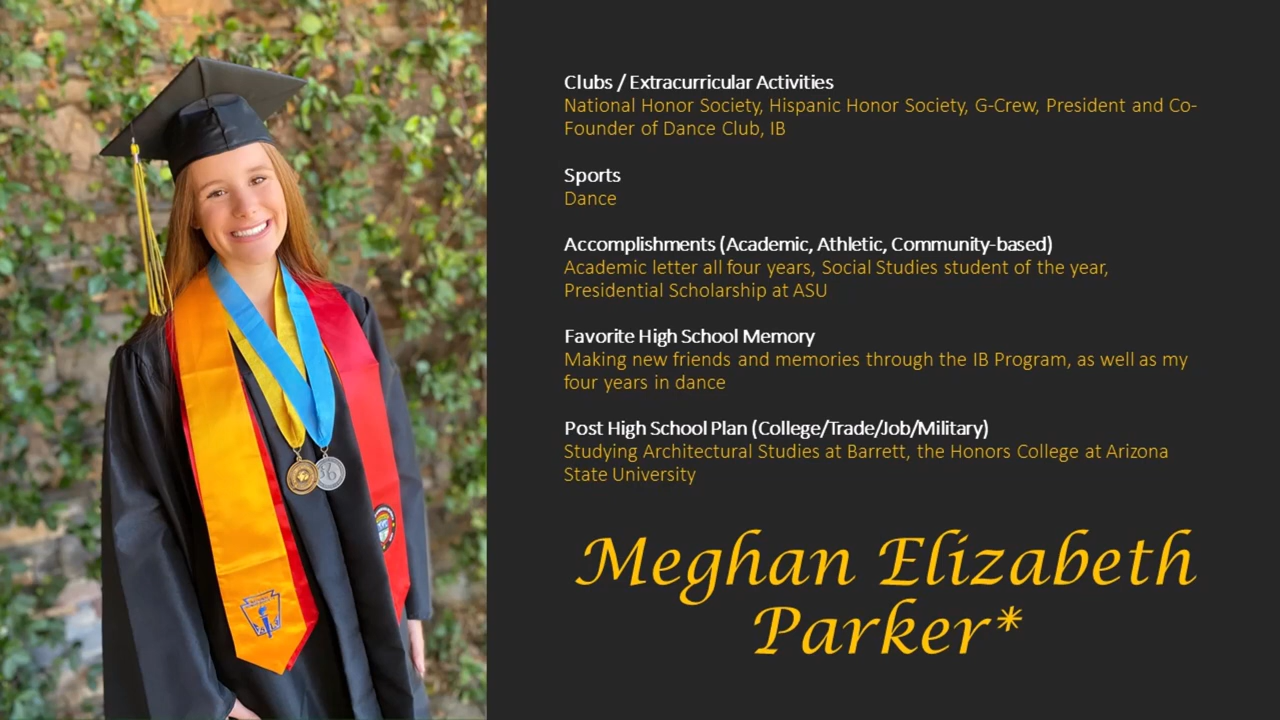 Clubs / Extracurricular Activities
National Honor Society, Hispanic Honor Society, G-Crew, President and Co-
Founder of Dance Club, IB
Sports
Dance
Accomplishments (Academic, Athletic, Community-based)
Academic letter all four years, Social Studies student of the year,
Presidential Scholarship at ASU
Favorite High School Memory
Making new friends and memories through the IB Program, as well as my
four years in dance
Post High School Plan (College/Trade/Job/Military)
Studying Architectural Studies at Barrett, the Honors College at Arizona
State University
Meghan Elizabeth
Parker*